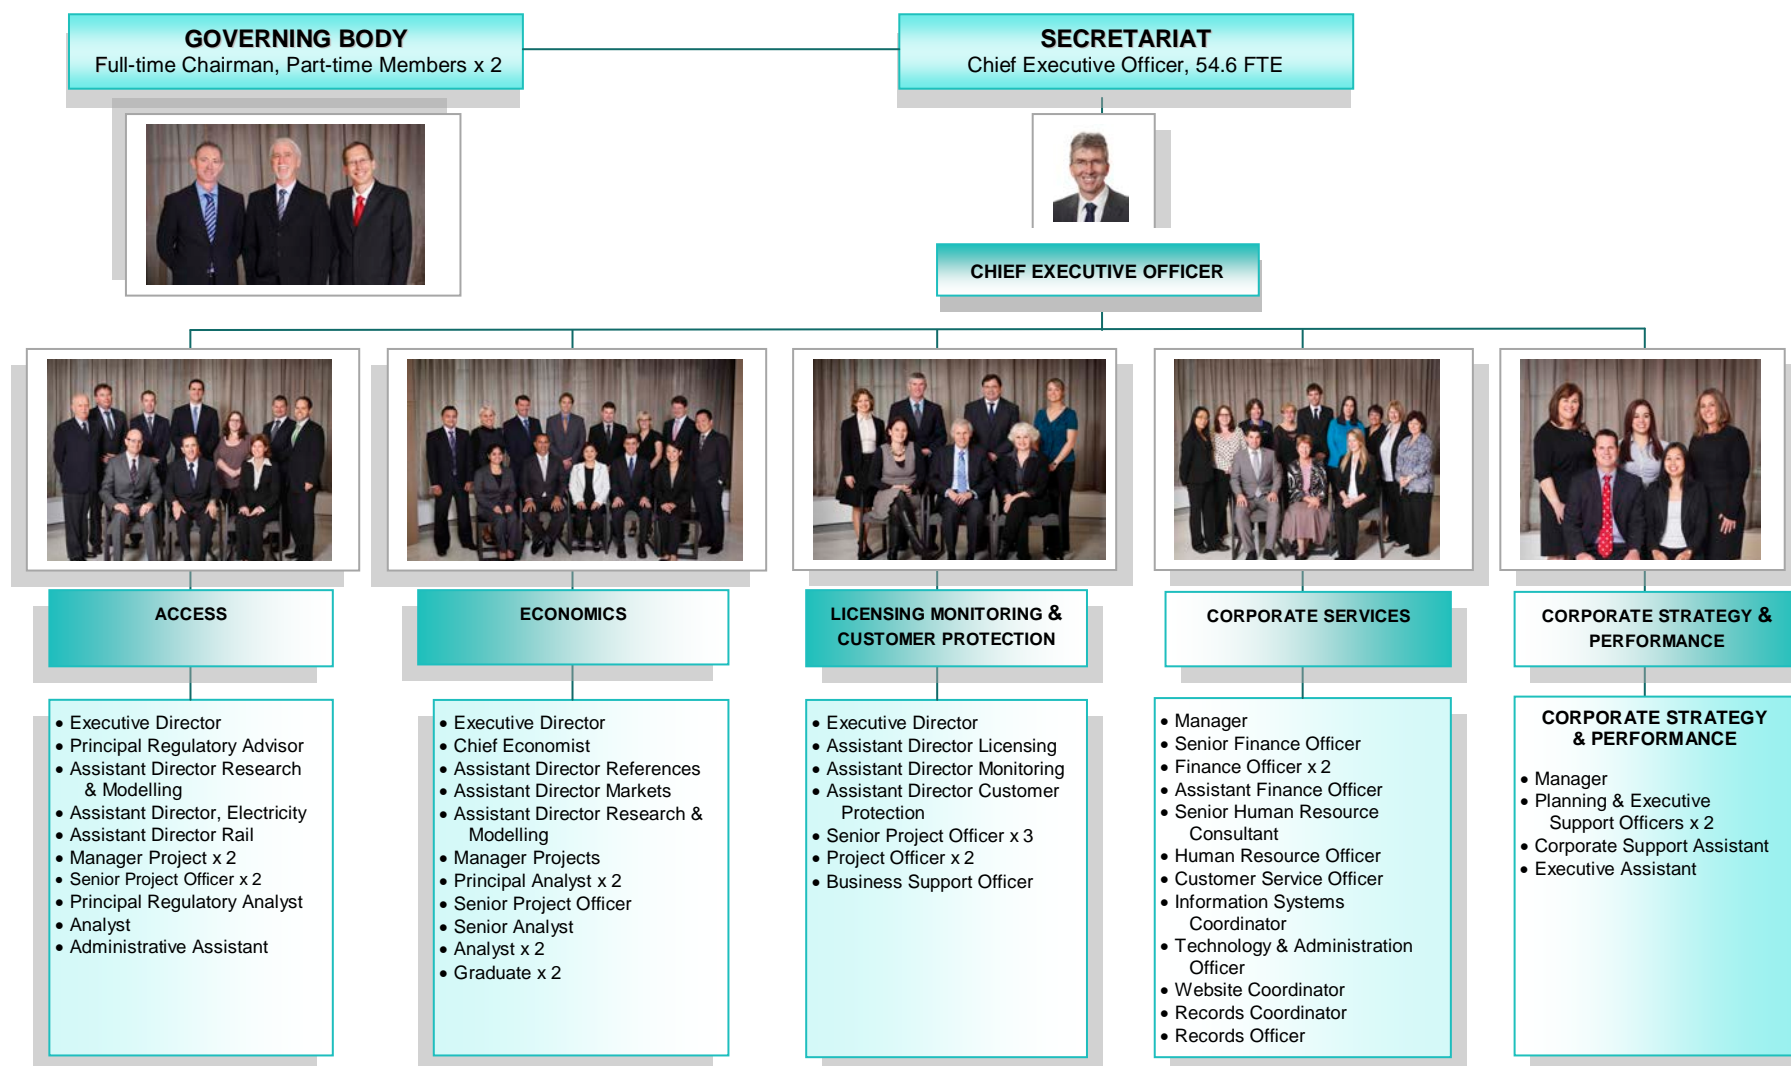 GOVERNING BODY
Full-time Chairman, Part-time Members x 2
SECRETARIAT
Chief Executive Officer, 54.6 FTE
CHIEF EXECUTIVE OFFICER
ACCESS
• Executive Director
• Principal Regulatory Advisor
• Assistant Director Research
& Modelling
• Assistant Director, Electricity
• Assistant Director Rail
• Manager Project x 2
• Senior Project Officer x 2
• Principal Regulatory Analyst
• Analyst
• Administrative Assistant
ECONOMICS
• Executive Director
• Chief Economist
• Assistant Director References
• Assistant Director Markets
• Assistant Director Research &
Modelling
• Manager Projects
• Principal Analyst x 2
• Senior Project Officer
• Senior Analyst
• Analyst x 2
• Graduate x 2
LICENSING MONITORING &
CUSTOMER PROTECTION
• Executive Director
• Assistant Director Licensing
• Assistant Director Monitoring
• Assistant Director Customer
Protection
• Senior Project Officer x 3
• Project Officer x 2
• Business Support Officer
CORPORATE SERVICES
• Manager
• Senior Finance Officer
• Finance Officer x 2
• Assistant Finance Officer
• Senior Human Resource
Consultant
• Human Resource Officer
• Customer Service Officer
• Information Systems
Coordinator
• Technology & Administration
Officer
• Website Coordinator
• Records Coordinator
• Records Officer
CORPORATE STRATEGY &
PERFORMANCE
CORPORATE STRATEGY
& PERFORMANCE
• Manager
• Planning & Executive
Support Officers x 2
• Corporate Support Assistant
• Executive Assistant